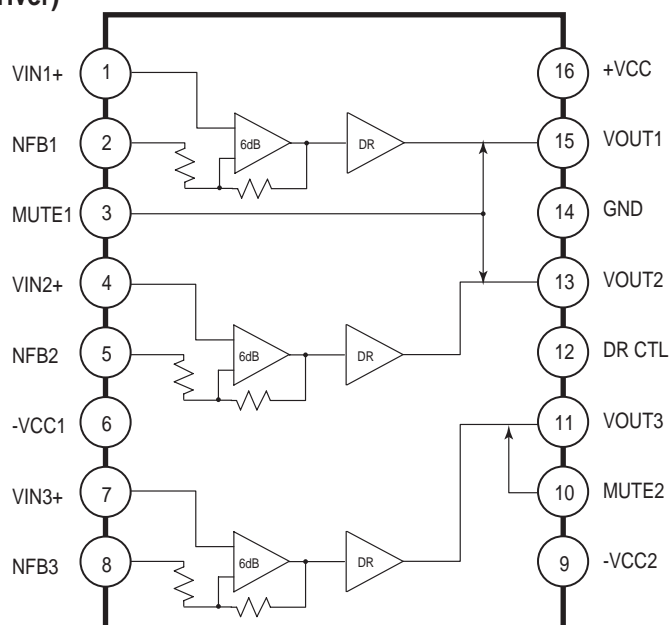 VIN1+ 1 16 +VCC
6dB DR
NFB1 2 15 VOUT1
MUTE1 3 14 GND
VIN2+ 4 13 VOUT2
6dB DR
NFB2 5 12 DR CTL
-VCC1 6 11 VOUT3
VIN3+ 7 10 MUTE2
6dB DR
NFB3 8 9 -VCC2